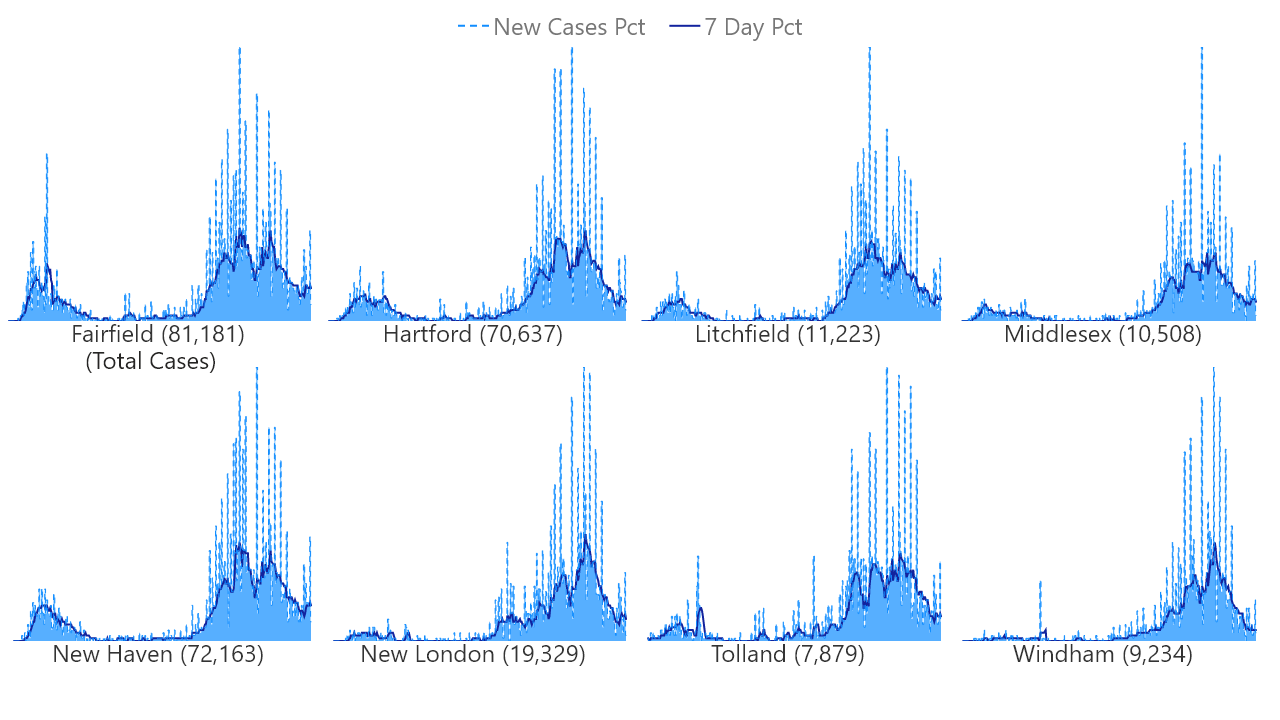 New Cases Pct 7 Day Pct
Fairfield (81,181) Hartford (70,637) Litchfield (11,223) Middlesex (10,508)
(Total Cases)
New Haven (72,163) New London (19,329) Tolland (7,879) Windham (9,234)